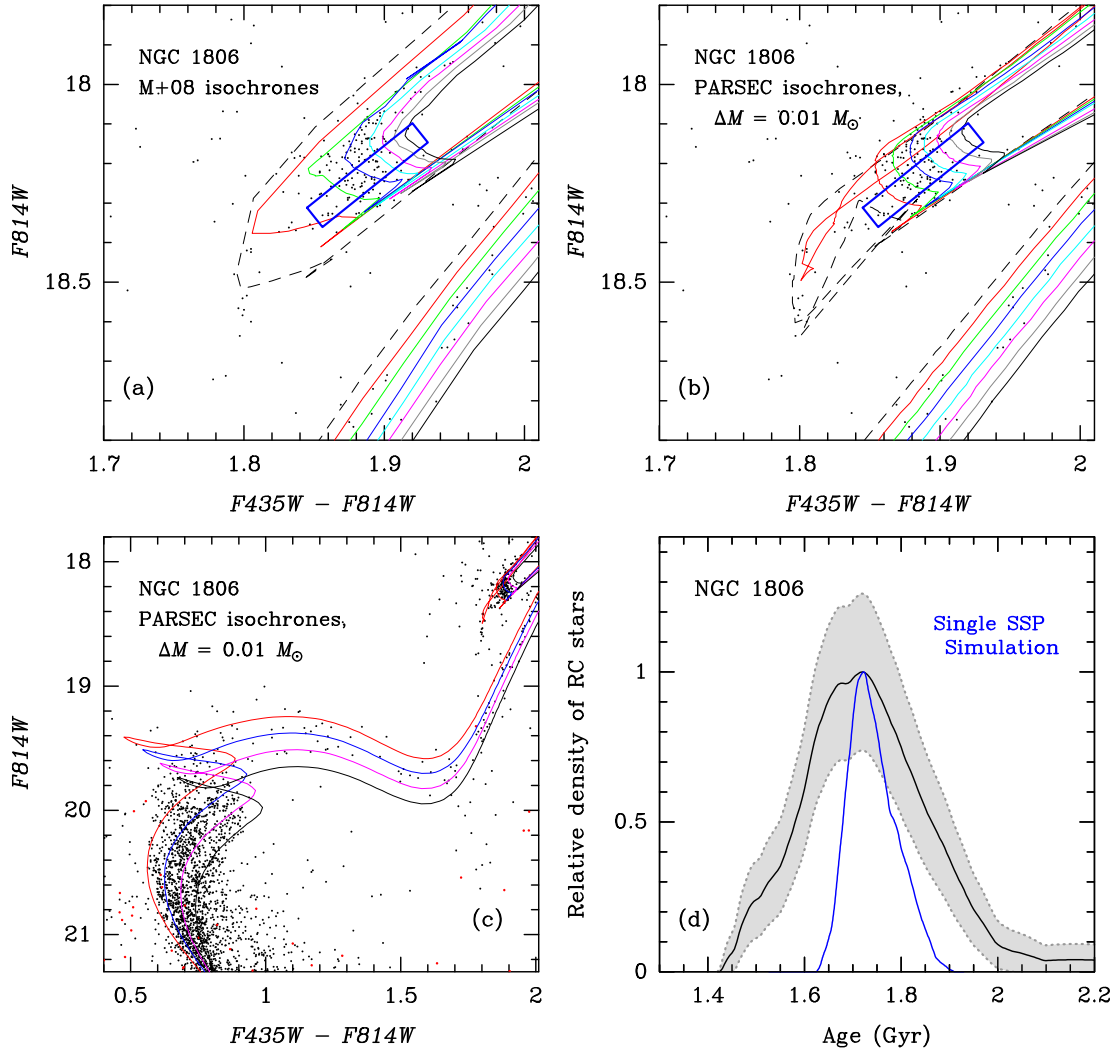 NGC 1806
M+08 isochrones
(a)
F814W
18
18.5
1.7
1.8
1.9
2
F435W − F814W
NGC 1806
PARSEC isochrones,
ΔM = 0.01 M⊙
(b)
F814W
18
18.5
1.7
1.8
1.9
2
F435W − F814W
NGC 1806
PARSEC isochrones,
ΔM = 0.01 M⊙
(c)
F814W
18
19
20
21
0.5
1
1.5
2
F435W − F814W
NGC 1806
Single SSP
Simulation
(d)
Relative density of RC stars
1
0.5
0
1.4
1.6
1.8
2
2.2
Age (Gyr)